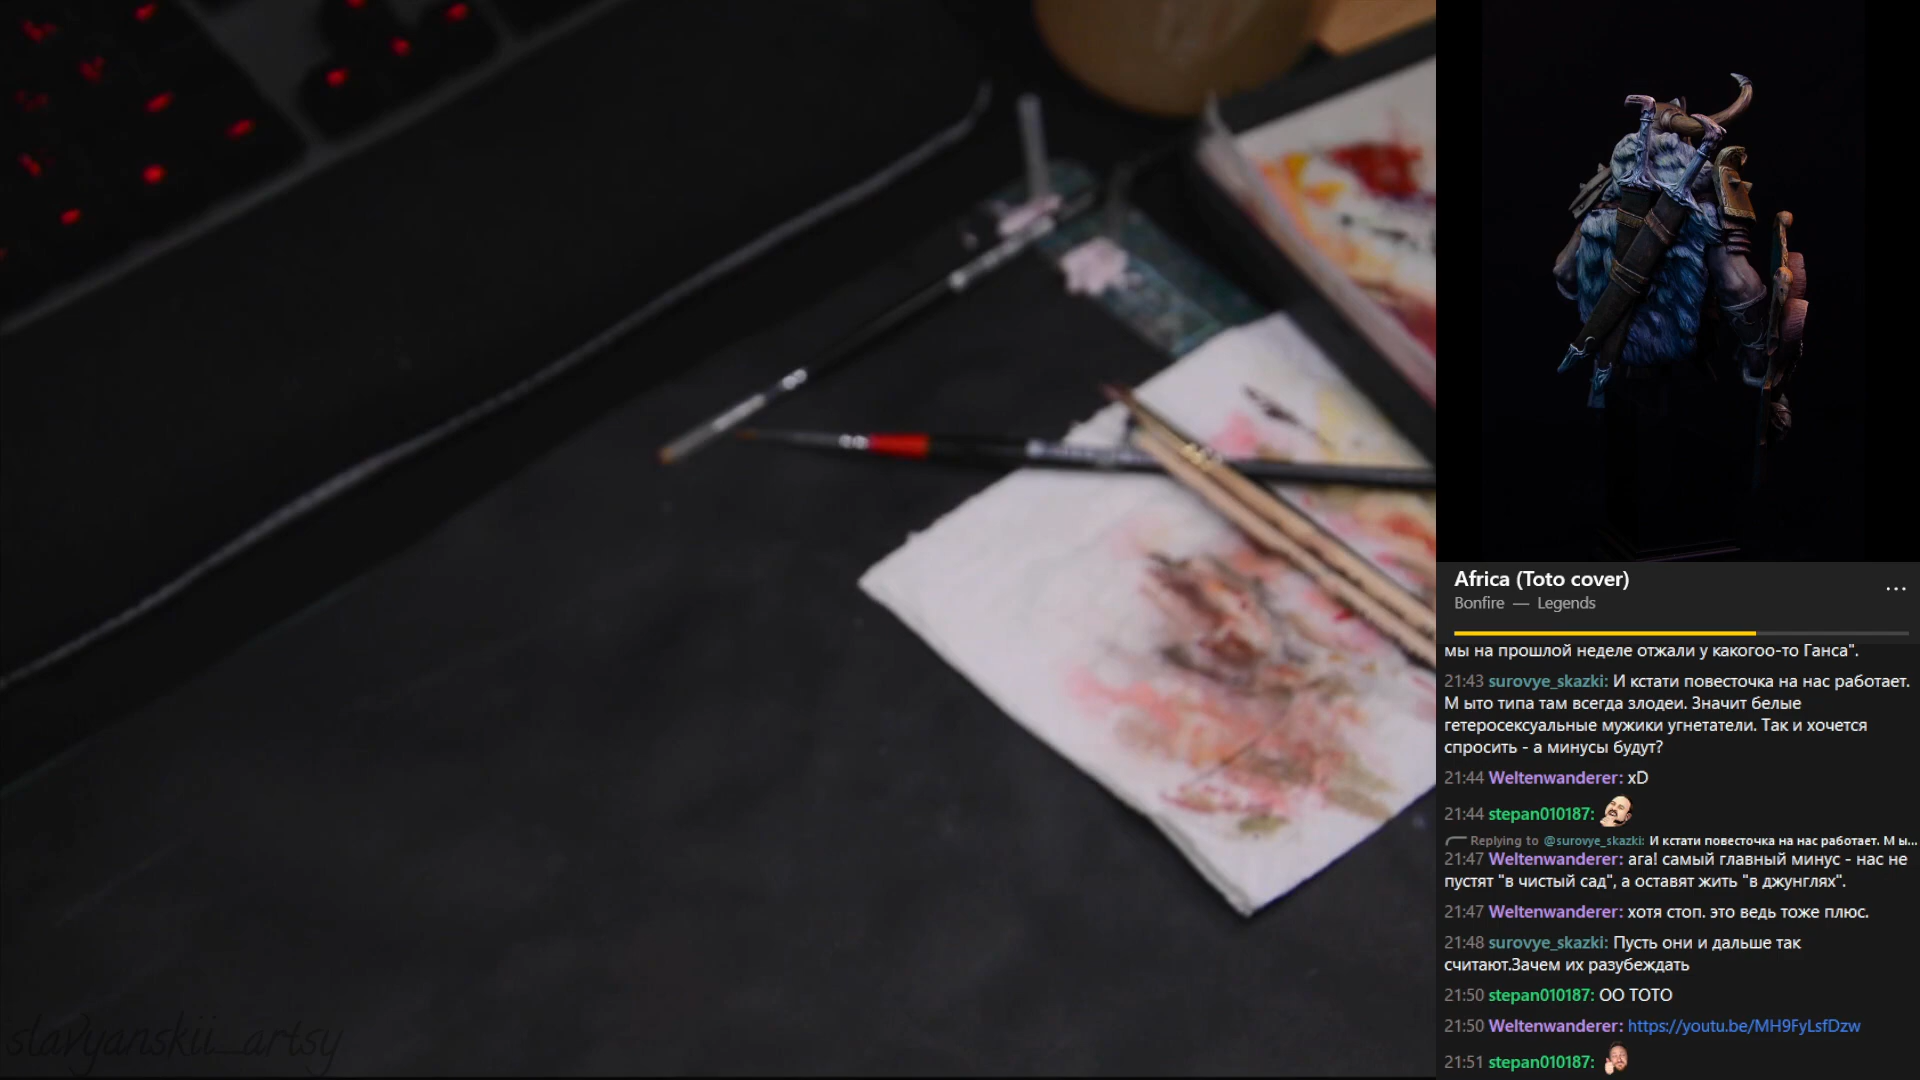 Africa (Toto cover)
Bonfire — Legends
мы на прошлой неделе отжали у какогоо-то Ганса".
21:43 surovye_skazki: И кстати повесточка на нас работает.
М ыто типа там всегда злодеи. Значит белые
гетеросексуальные мужики угнетатели. Так и хочется
спросить - а минусы будут?
21:44 Weltenwanderer: xD
21:44 stepan010187:
Replying to @surovye_skazki: И кстати повесточка на нас работает. М ы...
21:47 Weltenwanderer: ага! самый главный минус - нас не
пустят "в чистый сад", а оставят жить "в джунглях".
21:47 Weltenwanderer: хотя стоп. это ведь тоже плюс.
21:48 surovye_skazki: Пусть они и дальше так
считают.Зачем их разубеждать
21:50 stepan010187: ОО ТОТО
21:50 Weltenwanderer: https://youtu.be/MH9FyLsfDzw
21:51 stepan010187:
slavyanskii_artsy